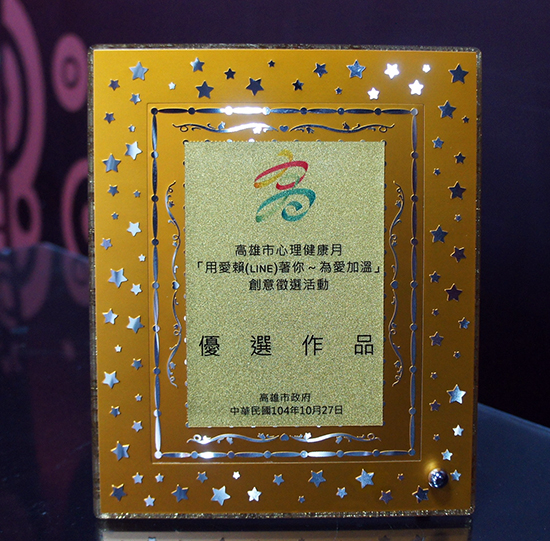 高雄市心理健康月
「用愛賴(LINE)著你~為愛加溫」
創意徵選活動
優選作品
高雄市政府
中華民國104年10月27日